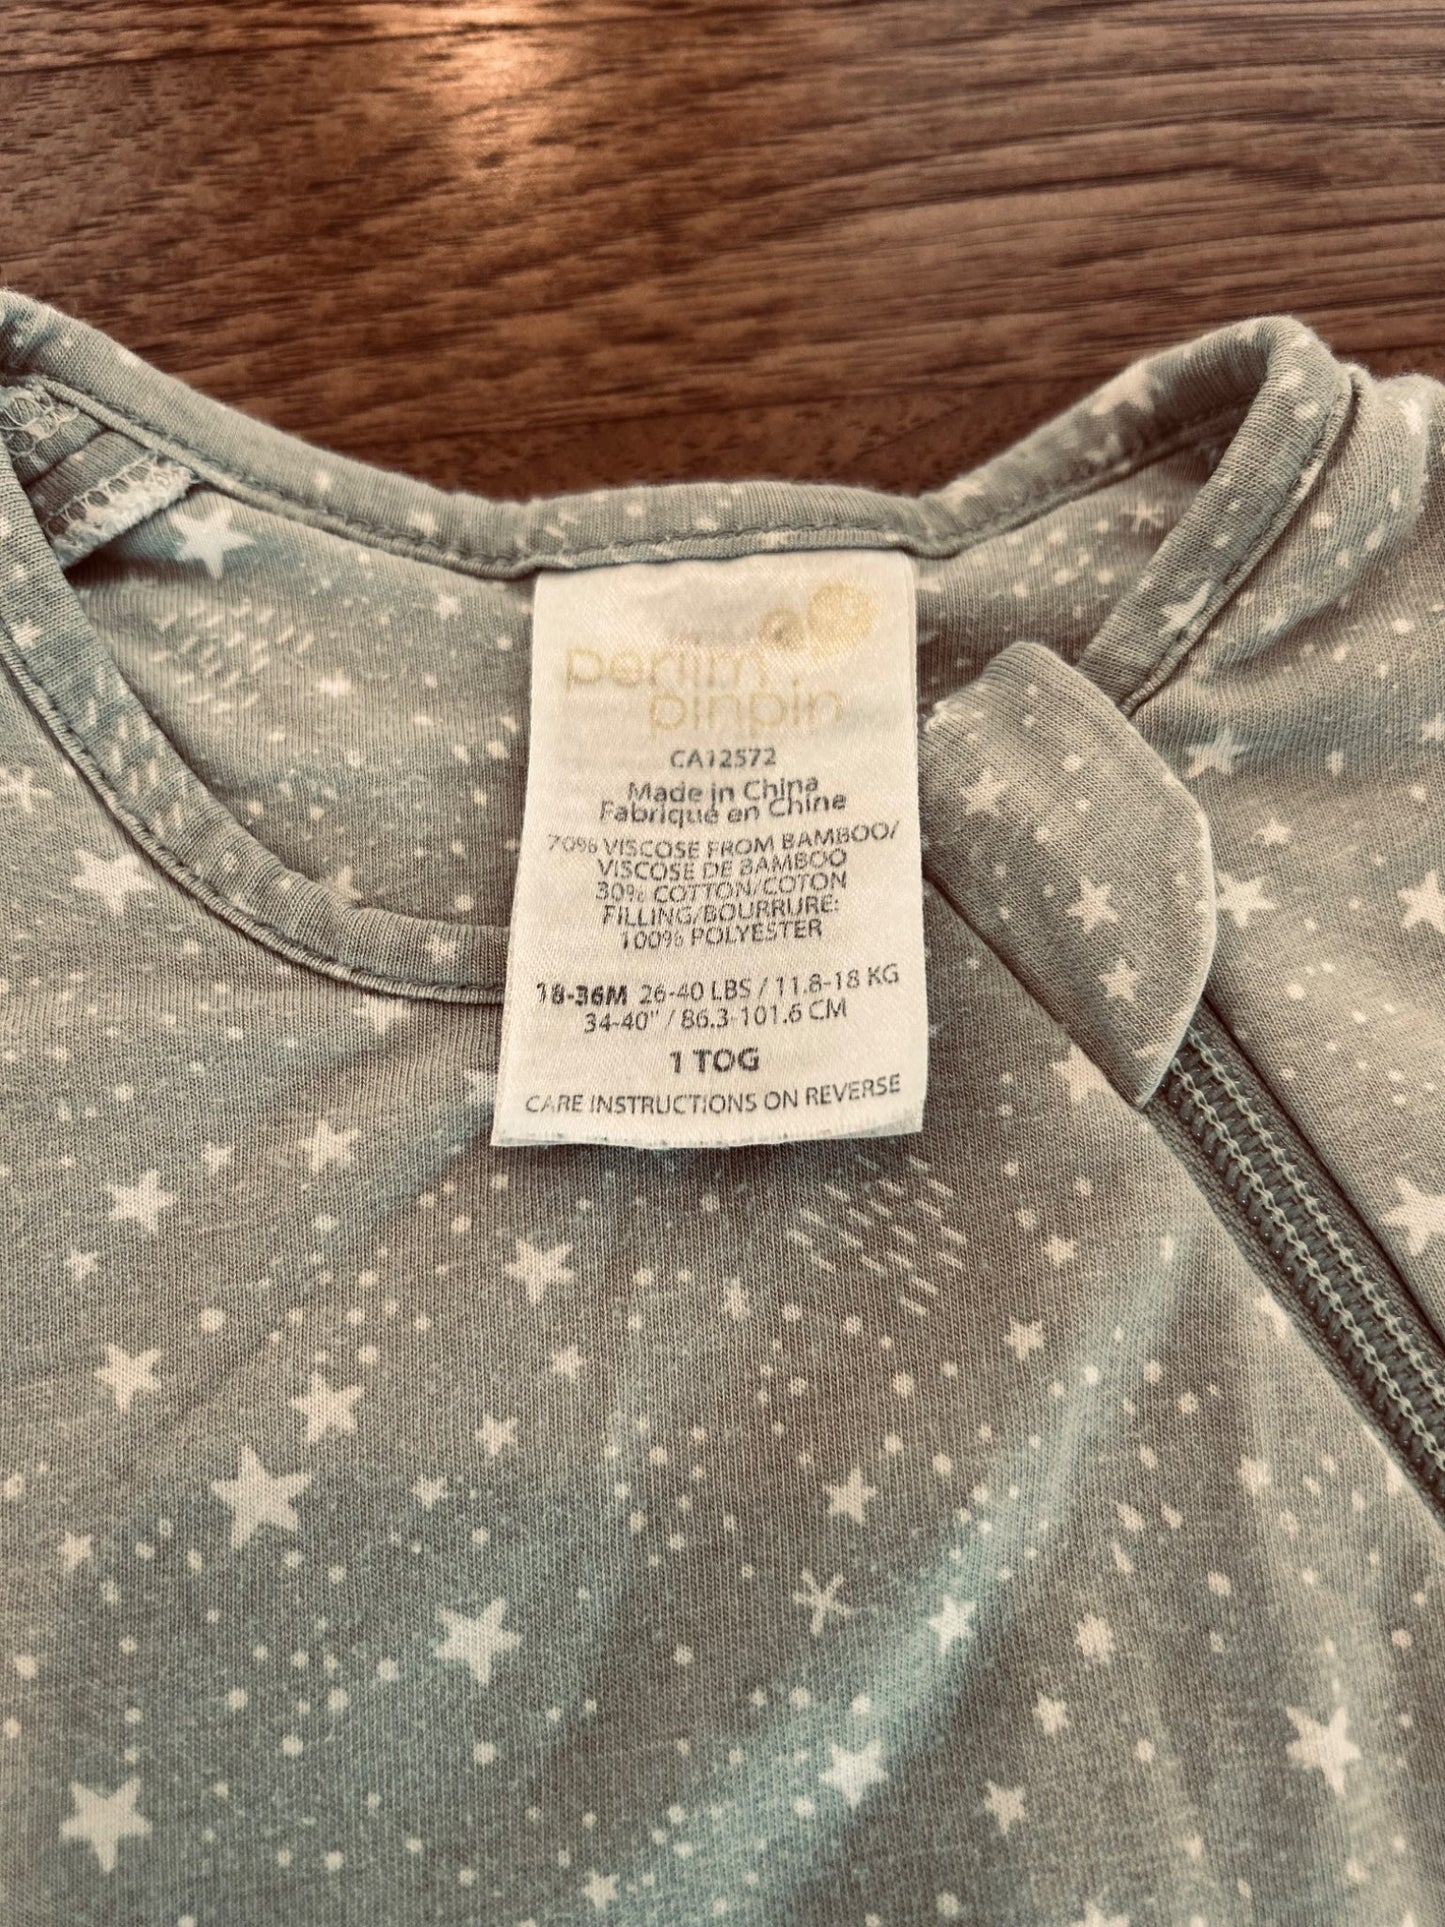 perlim
pinpin
CA12572
Made in China
Fabriqué en Chine
70% VISCOSE FROM BAMBOO/
VISCOSE DE BAMBOO
30% COTTON/COTON
FILLING/BOURRURE:
100% POLYESTER
18-36M 26-40 LBS / 11.8-18 KG
34-40" / 86.3-101.6 CM
1 TOG
CARE INSTRUCTIONS ON REVERSE